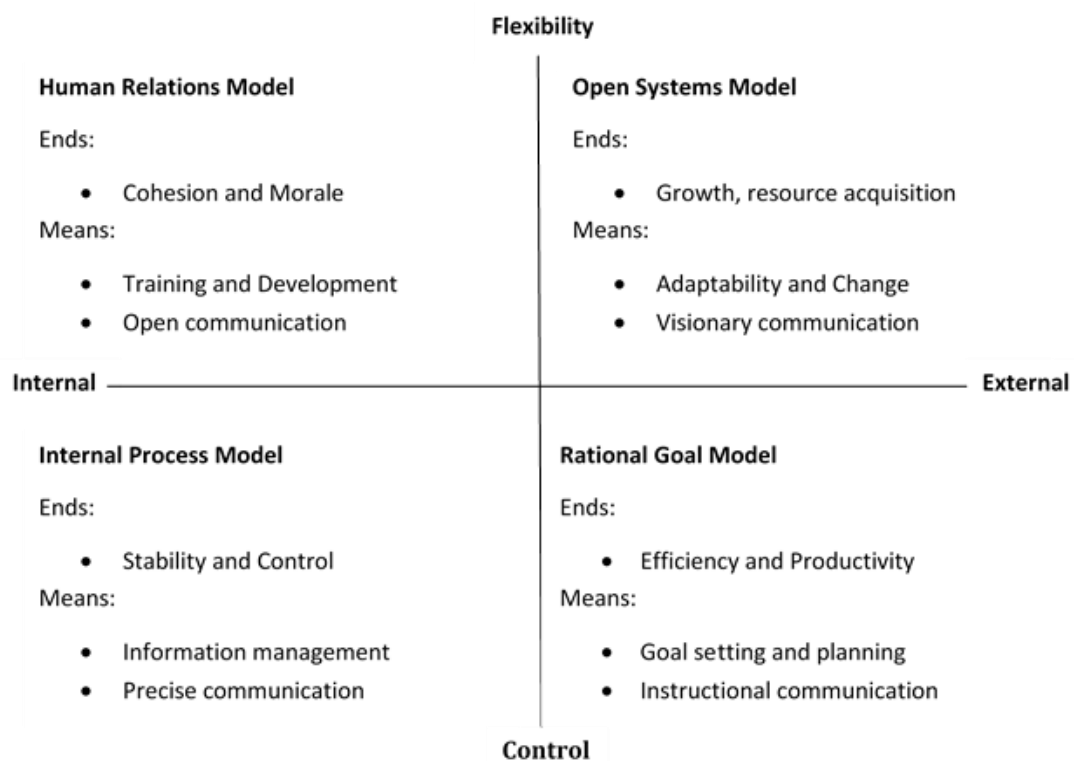 Flexibility
Human Relations Model
Ends:
• Cohesion and Morale
Means:
• Training and Development
• Open communication
Open Systems Model
Ends:
• Growth, resource acquisition
Means:
• Adaptability and Change
• Visionary communication
Internal
External
Internal Process Model
Ends:
• Stability and Control
Means:
• Information management
• Precise communication
Rational Goal Model
Ends:
• Efficiency and Productivity
Means:
• Goal setting and planning
• Instructional communication
Control